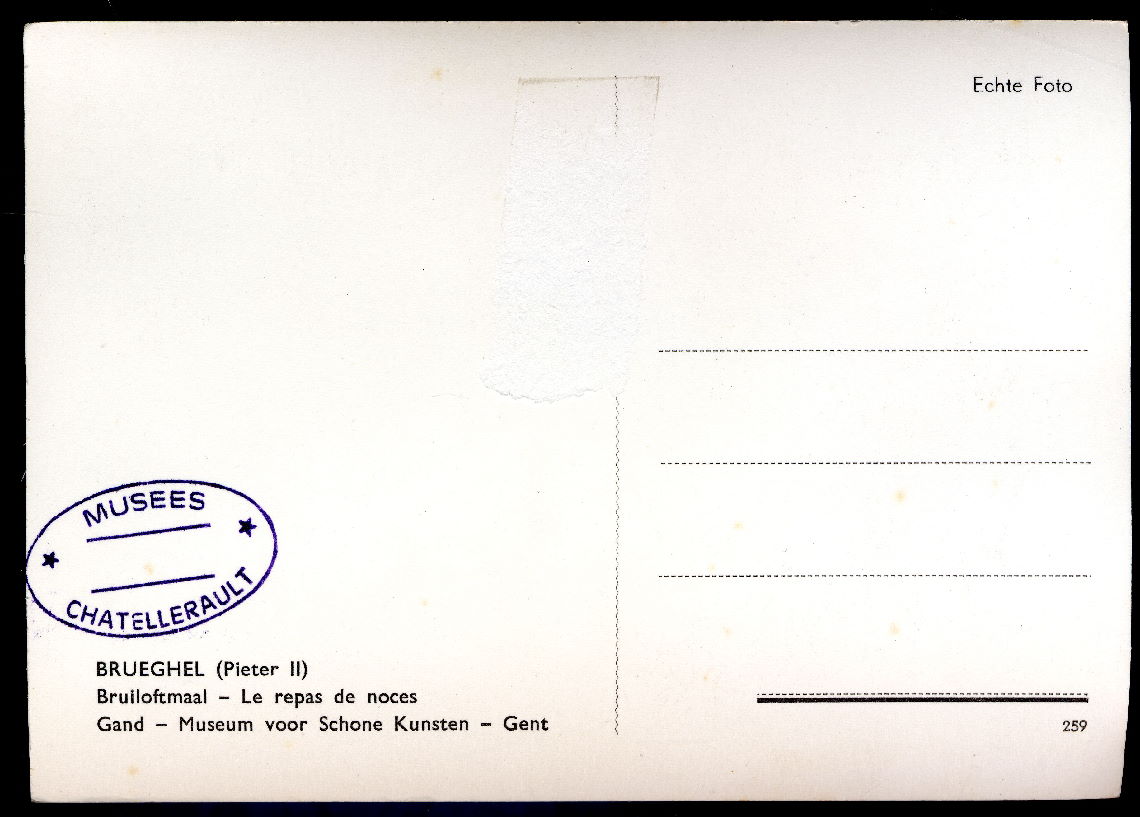 Echte Foto
MUSEES
CHATELLERAULT
BRUEGHEL (Pieter II)
Bruiloftmaal – Le repas de noces
Gand – Museum voor Schone Kunsten – Gent
259